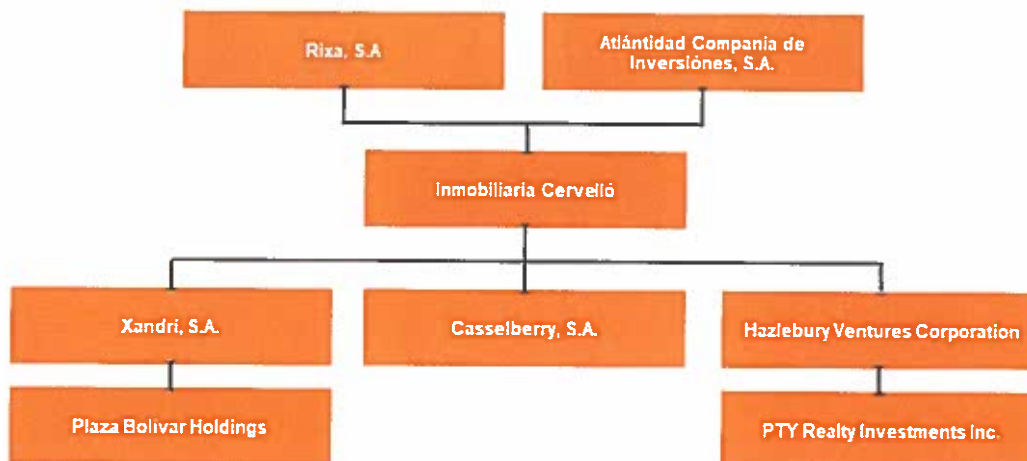 Rixa, S.A
Atlántidad Compania de
Inversiónes, S.A.
Inmobiliaria Cervelló
Xandri, S.A.
Casselberry, S.A.
Hazlebury Ventures Corporation
Plaza Bolivar Holdings
PTY Realty Investments Inc.